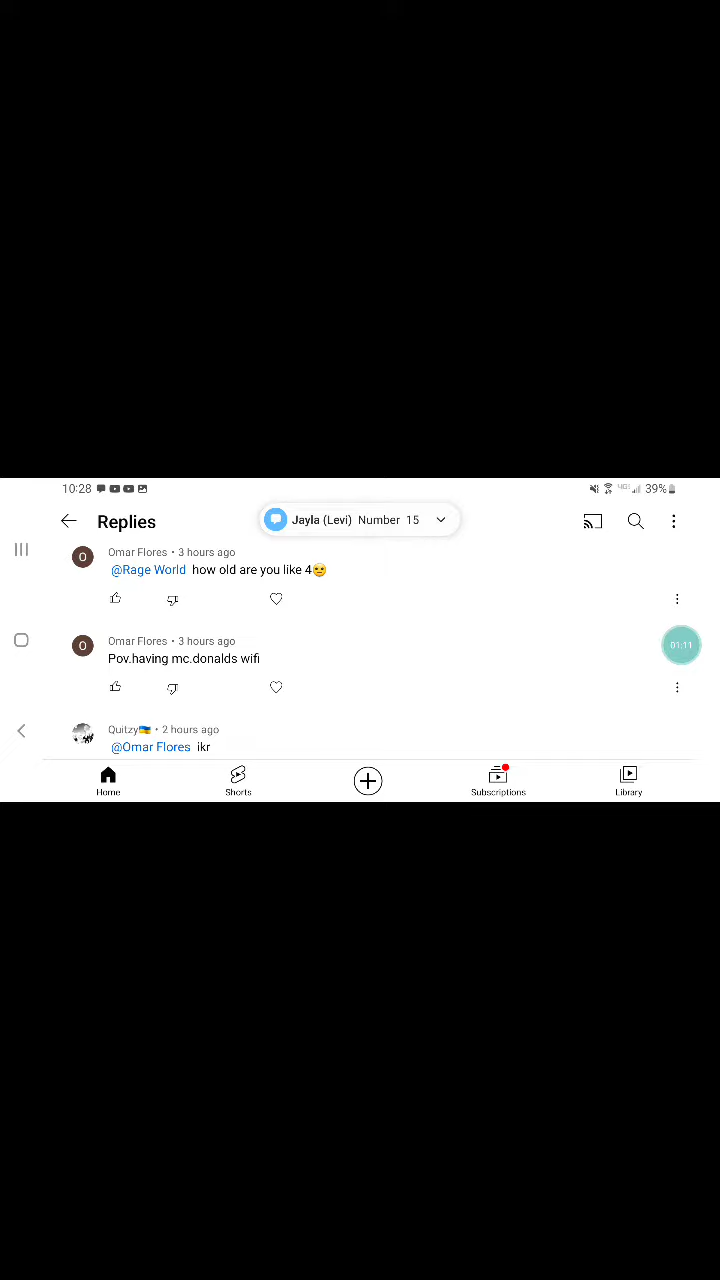 10:28 4G 39%
Replies
Jayla (Levi) Number 15
O Omar Flores • 3 hours ago
@Rage World how old are you like 4😐
O Omar Flores • 3 hours ago
Pov.having mc.donalds wifi
01:11
Quitzy🇺🇦 • 2 hours ago
@Omar Flores ikr
Home Shorts Subscriptions Library